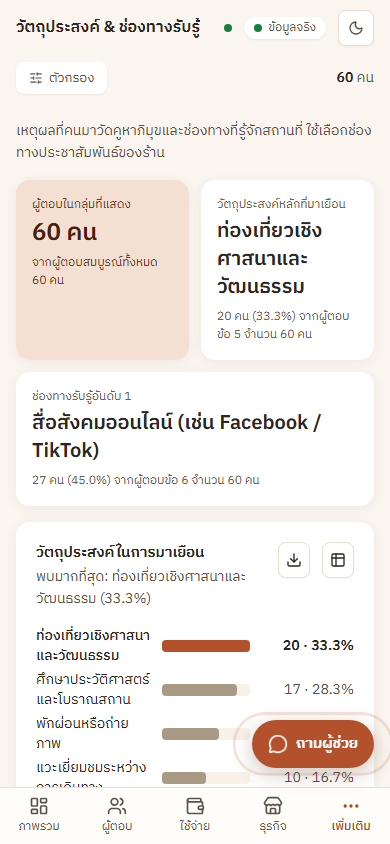 วัตถุประสงค์ & ช่องทางรับรู้
ข้อมูลจริง
ตัวกรอง
60 คน
เหตุผลที่คนมาวัดคูหาภิมุขและช่องทางที่รู้จักสถานที่ ใช้เลือกช่อง
ทางประชาสัมพันธ์ของร้าน
ผู้ตอบในกลุ่มที่แสดง
60 คน
จากผู้ตอบสมบูรณ์ทั้งหมด
60 คน
วัตถุประสงค์หลักที่มาเยือน
ท่องเที่ยวเชิง
ศาสนาและ
วัฒนธรรม
20 คน (33.3%) จากผู้ตอบ
ข้อ 5 จำนวน 60 คน
ช่องทางรับรู้อันดับ 1
สื่อสังคมออนไลน์ (เช่น Facebook /
TikTok)
27 คน (45.0%) จากผู้ตอบข้อ 6 จำนวน 60 คน
วัตถุประสงค์ในการมาเยือน
พบมากที่สุด: ท่องเที่ยวเชิงศาสนาและ
วัฒนธรรม (33.3%)
ท่องเที่ยวเชิงศาสนา
และวัฒนธรรม
20 · 33.3%
ศึกษาประวัติศาสตร์
และโบราณสถาน
17 · 28.3%
พักผ่อนหรือถ่าย
ภาพ
ถามผู้ช่วย
แวะเยี่ยมชมระหว่าง
การเดินทาง
10 · 16.7%
ภาพรวม
ผู้ตอบ
ใช้จ่าย
ธุรกิจ
เพิ่มเติม